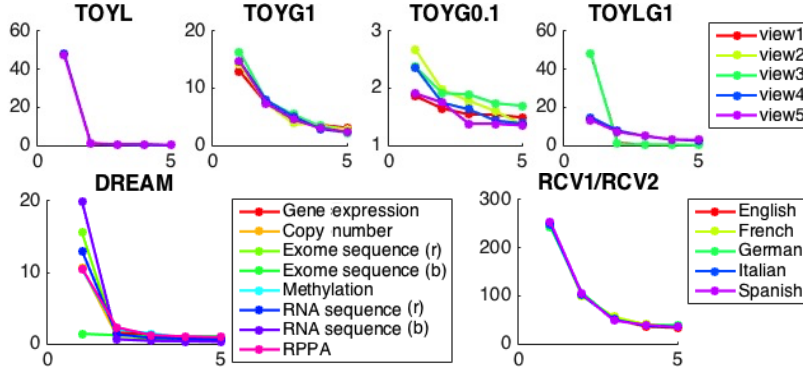 TOYL
TOYG1
TOYG0.1
TOYLG1
60
40
20
0
0
5
20
10
0
0
5
3
2
1
0
5
60
40
20
0
0
5
view1
view2
view3
view4
view5
DREAM
RCV1/RCV2
20
10
0
0
5
Gene expression
Copy number
Exome sequence (r)
Exome sequence (b)
Methylation
RNA sequence (r)
RNA sequence (b)
RPPA
300
200
100
0
0
5
English
French
German
Italian
Spanish